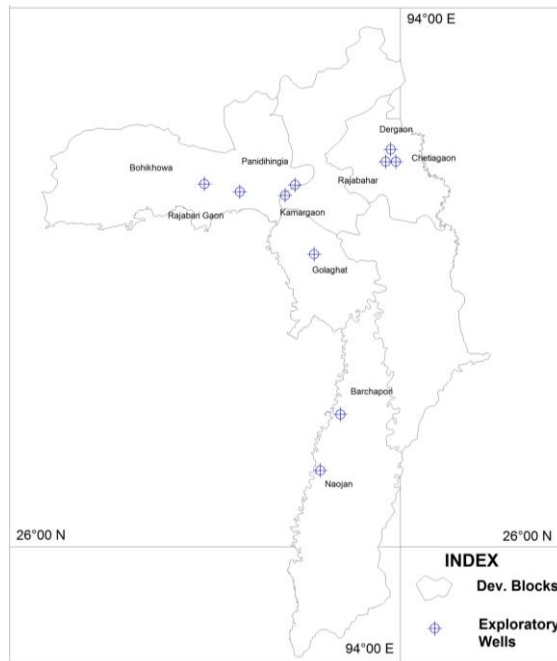 94°00 E
Dergaon
Chetiagaon
Panidihingia
Bohikhowa
Rajabahar
Rajabari Gaon
Kamargaon
Golaghat
Barchapori
Naojan
26°00 N
26°00 N
INDEX
Dev. Blocks
Exploratory
Wells
94°00 E